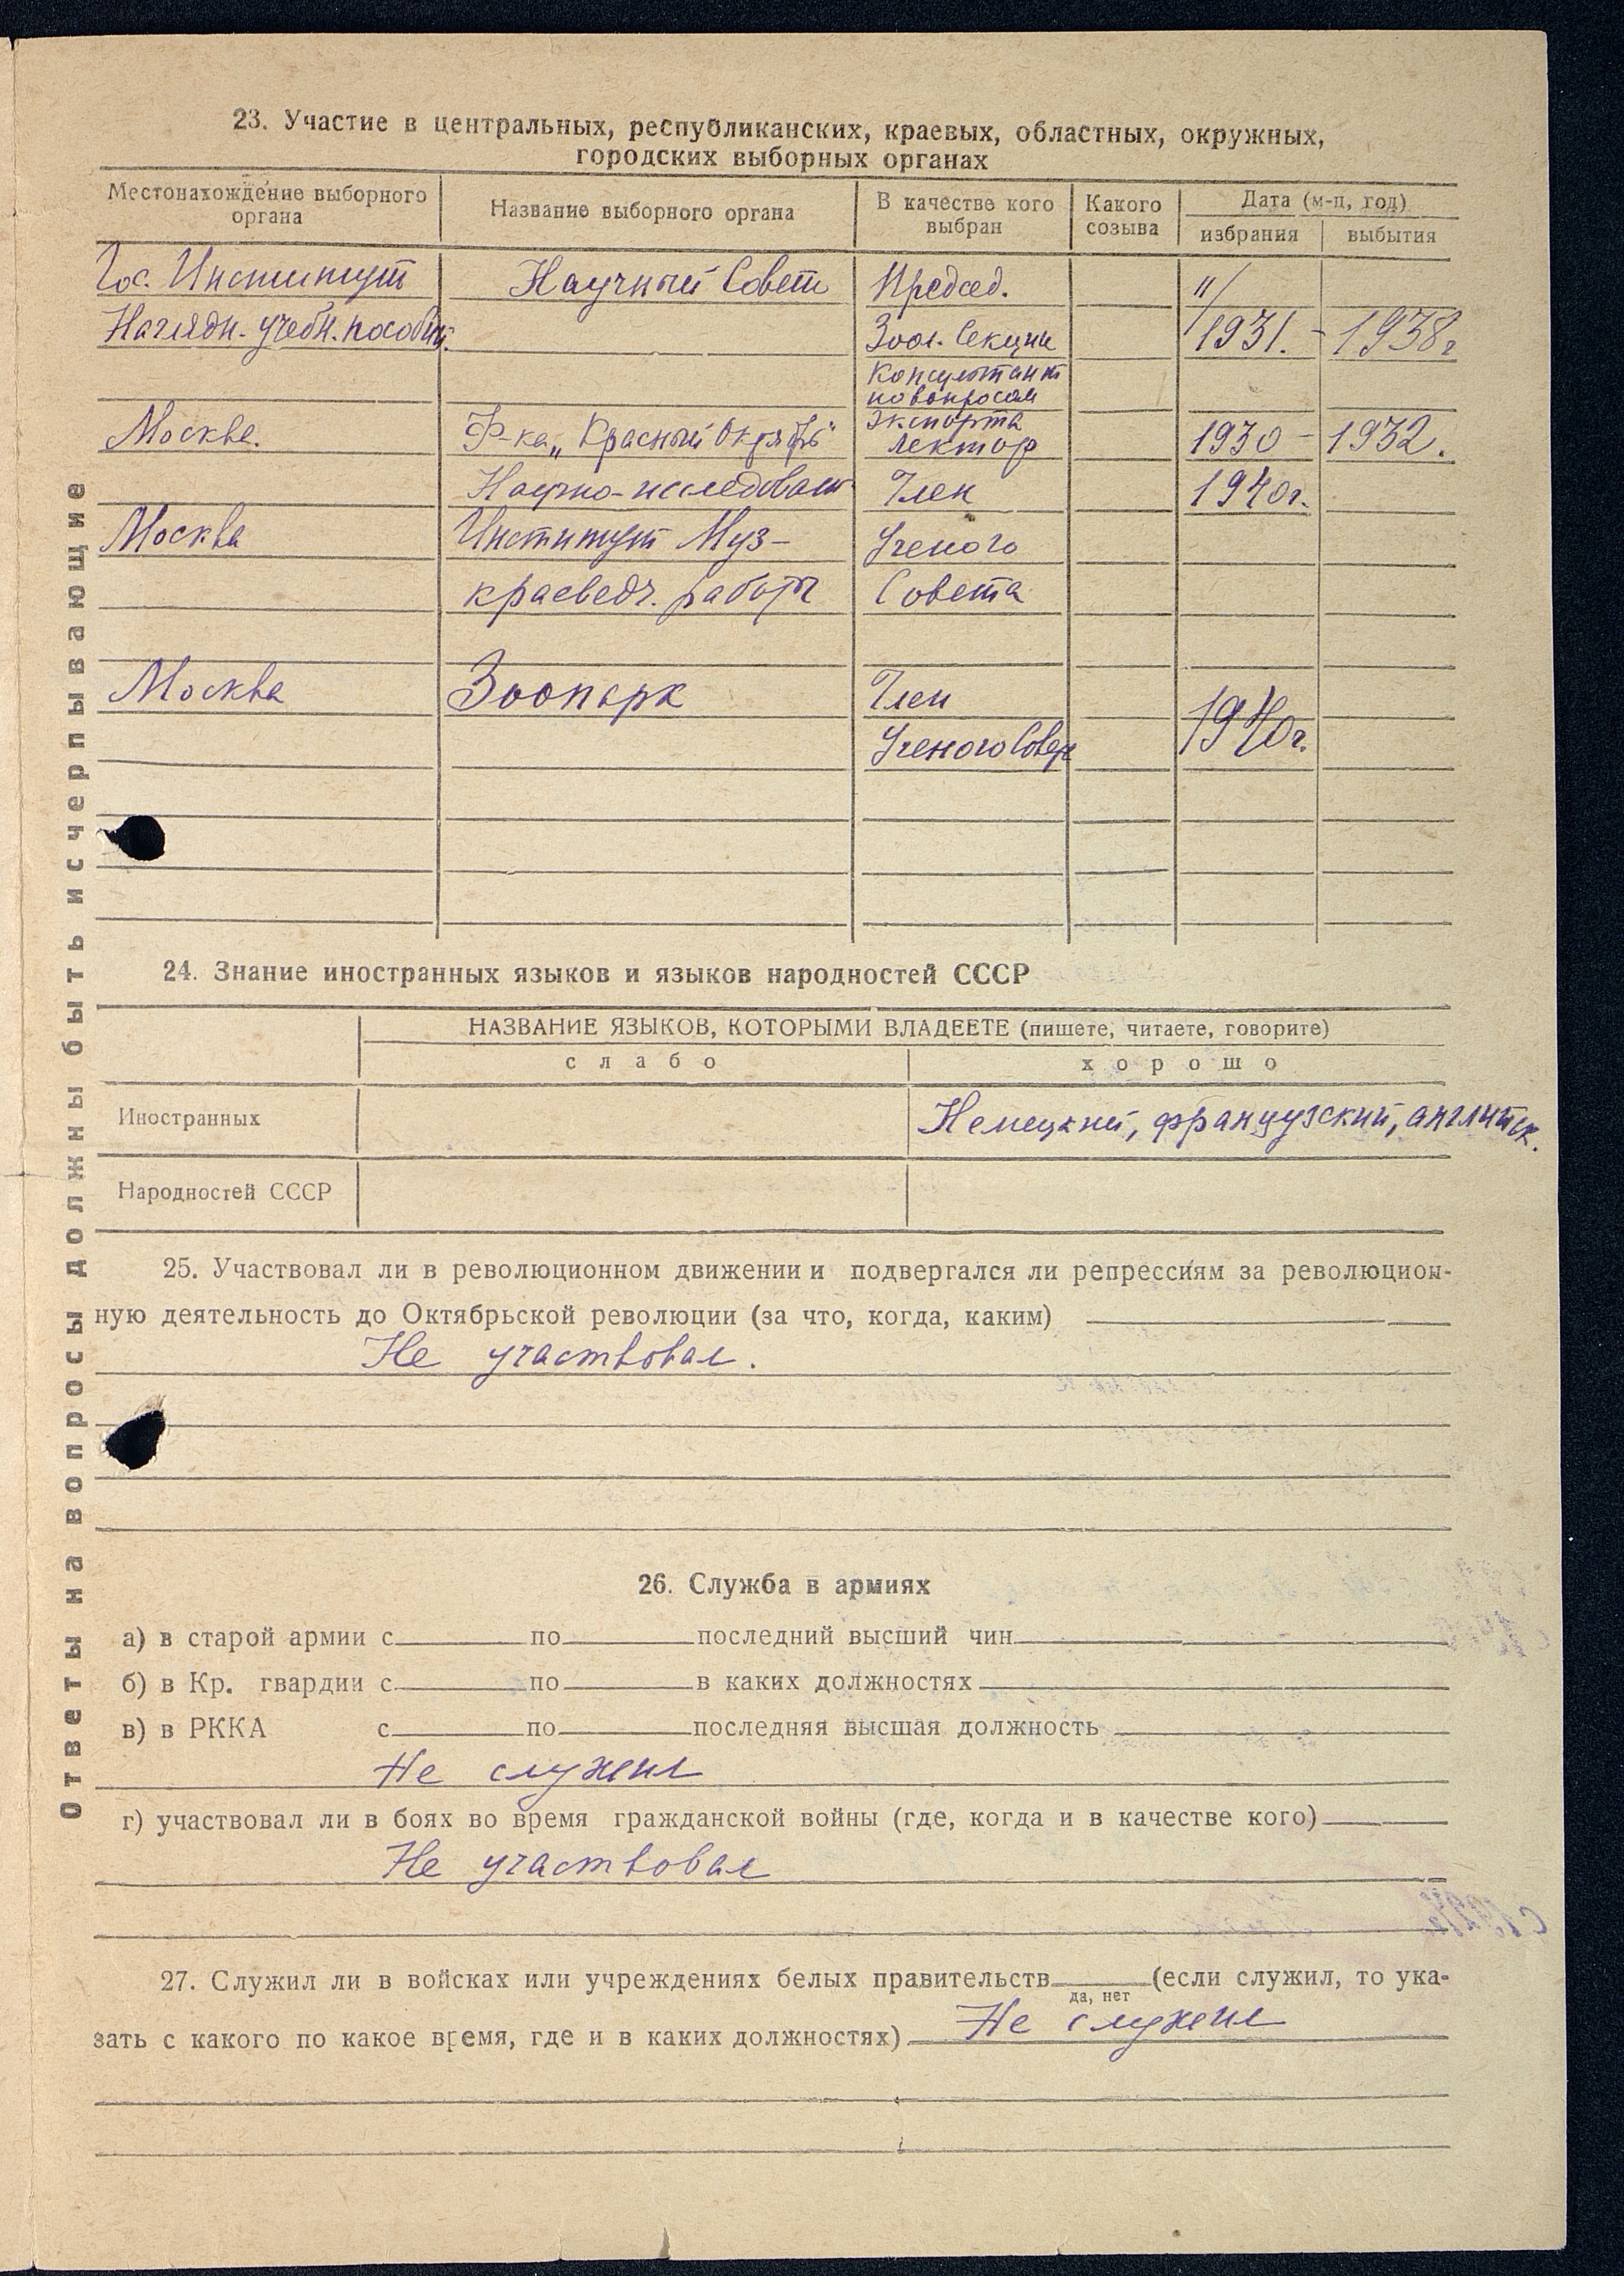 23. Участие в центральных, республиканских, краевых, областных, окружных,
городских выборных органах
Местонахождение выборного органа | Название выборного органа | В качестве кого выбран | Какого созыва | Дата (м-ц, год) избрания | выбытия
Гос. Институт Научный Совет Председ. 11/
Наглядн. учебн. пособий. Зоол. Секции 1931. – 1938 г
Консультант
по вопросам
экспорта
Москва. Ф-ка „Красный Октябрь" лектор 1930 – 1932.
Научно-исследоват Член 1940 г.
Москва Институт Муз– Ученого
краеведч. работы Совета
Москва Зоопарк Член 1940 г.
Ученого Совета
24. Знание иностранных языков и языков народностей СССР
НАЗВАНИЕ ЯЗЫКОВ, КОТОРЫМИ ВЛАДЕЕТЕ (пишете, читаете, говорите)
слабо хорошо
Иностранных Немецкий, французский, английск.
Народностей СССР
25. Участвовал ли в революционном движении и подвергался ли репрессиям за революцион-
ную деятельность до Октябрьской революции (за что, когда, каким)
Не участвовал.
26. Служба в армиях
а) в старой армии с по последний высший чин
б) в Кр. гвардии с по в каких должностях
в) в РККА с по последняя высшая должность
Не служил
г) участвовал ли в боях во время гражданской войны (где, когда и в качестве кого)
Не участвовал
27. Служил ли в войсках или учреждениях белых правительств (если служил, то ука-
да, нет
зать с какого по какое время, где и в каких должностях) Не служил
Ответы на вопросы должны быть исчерпывающие